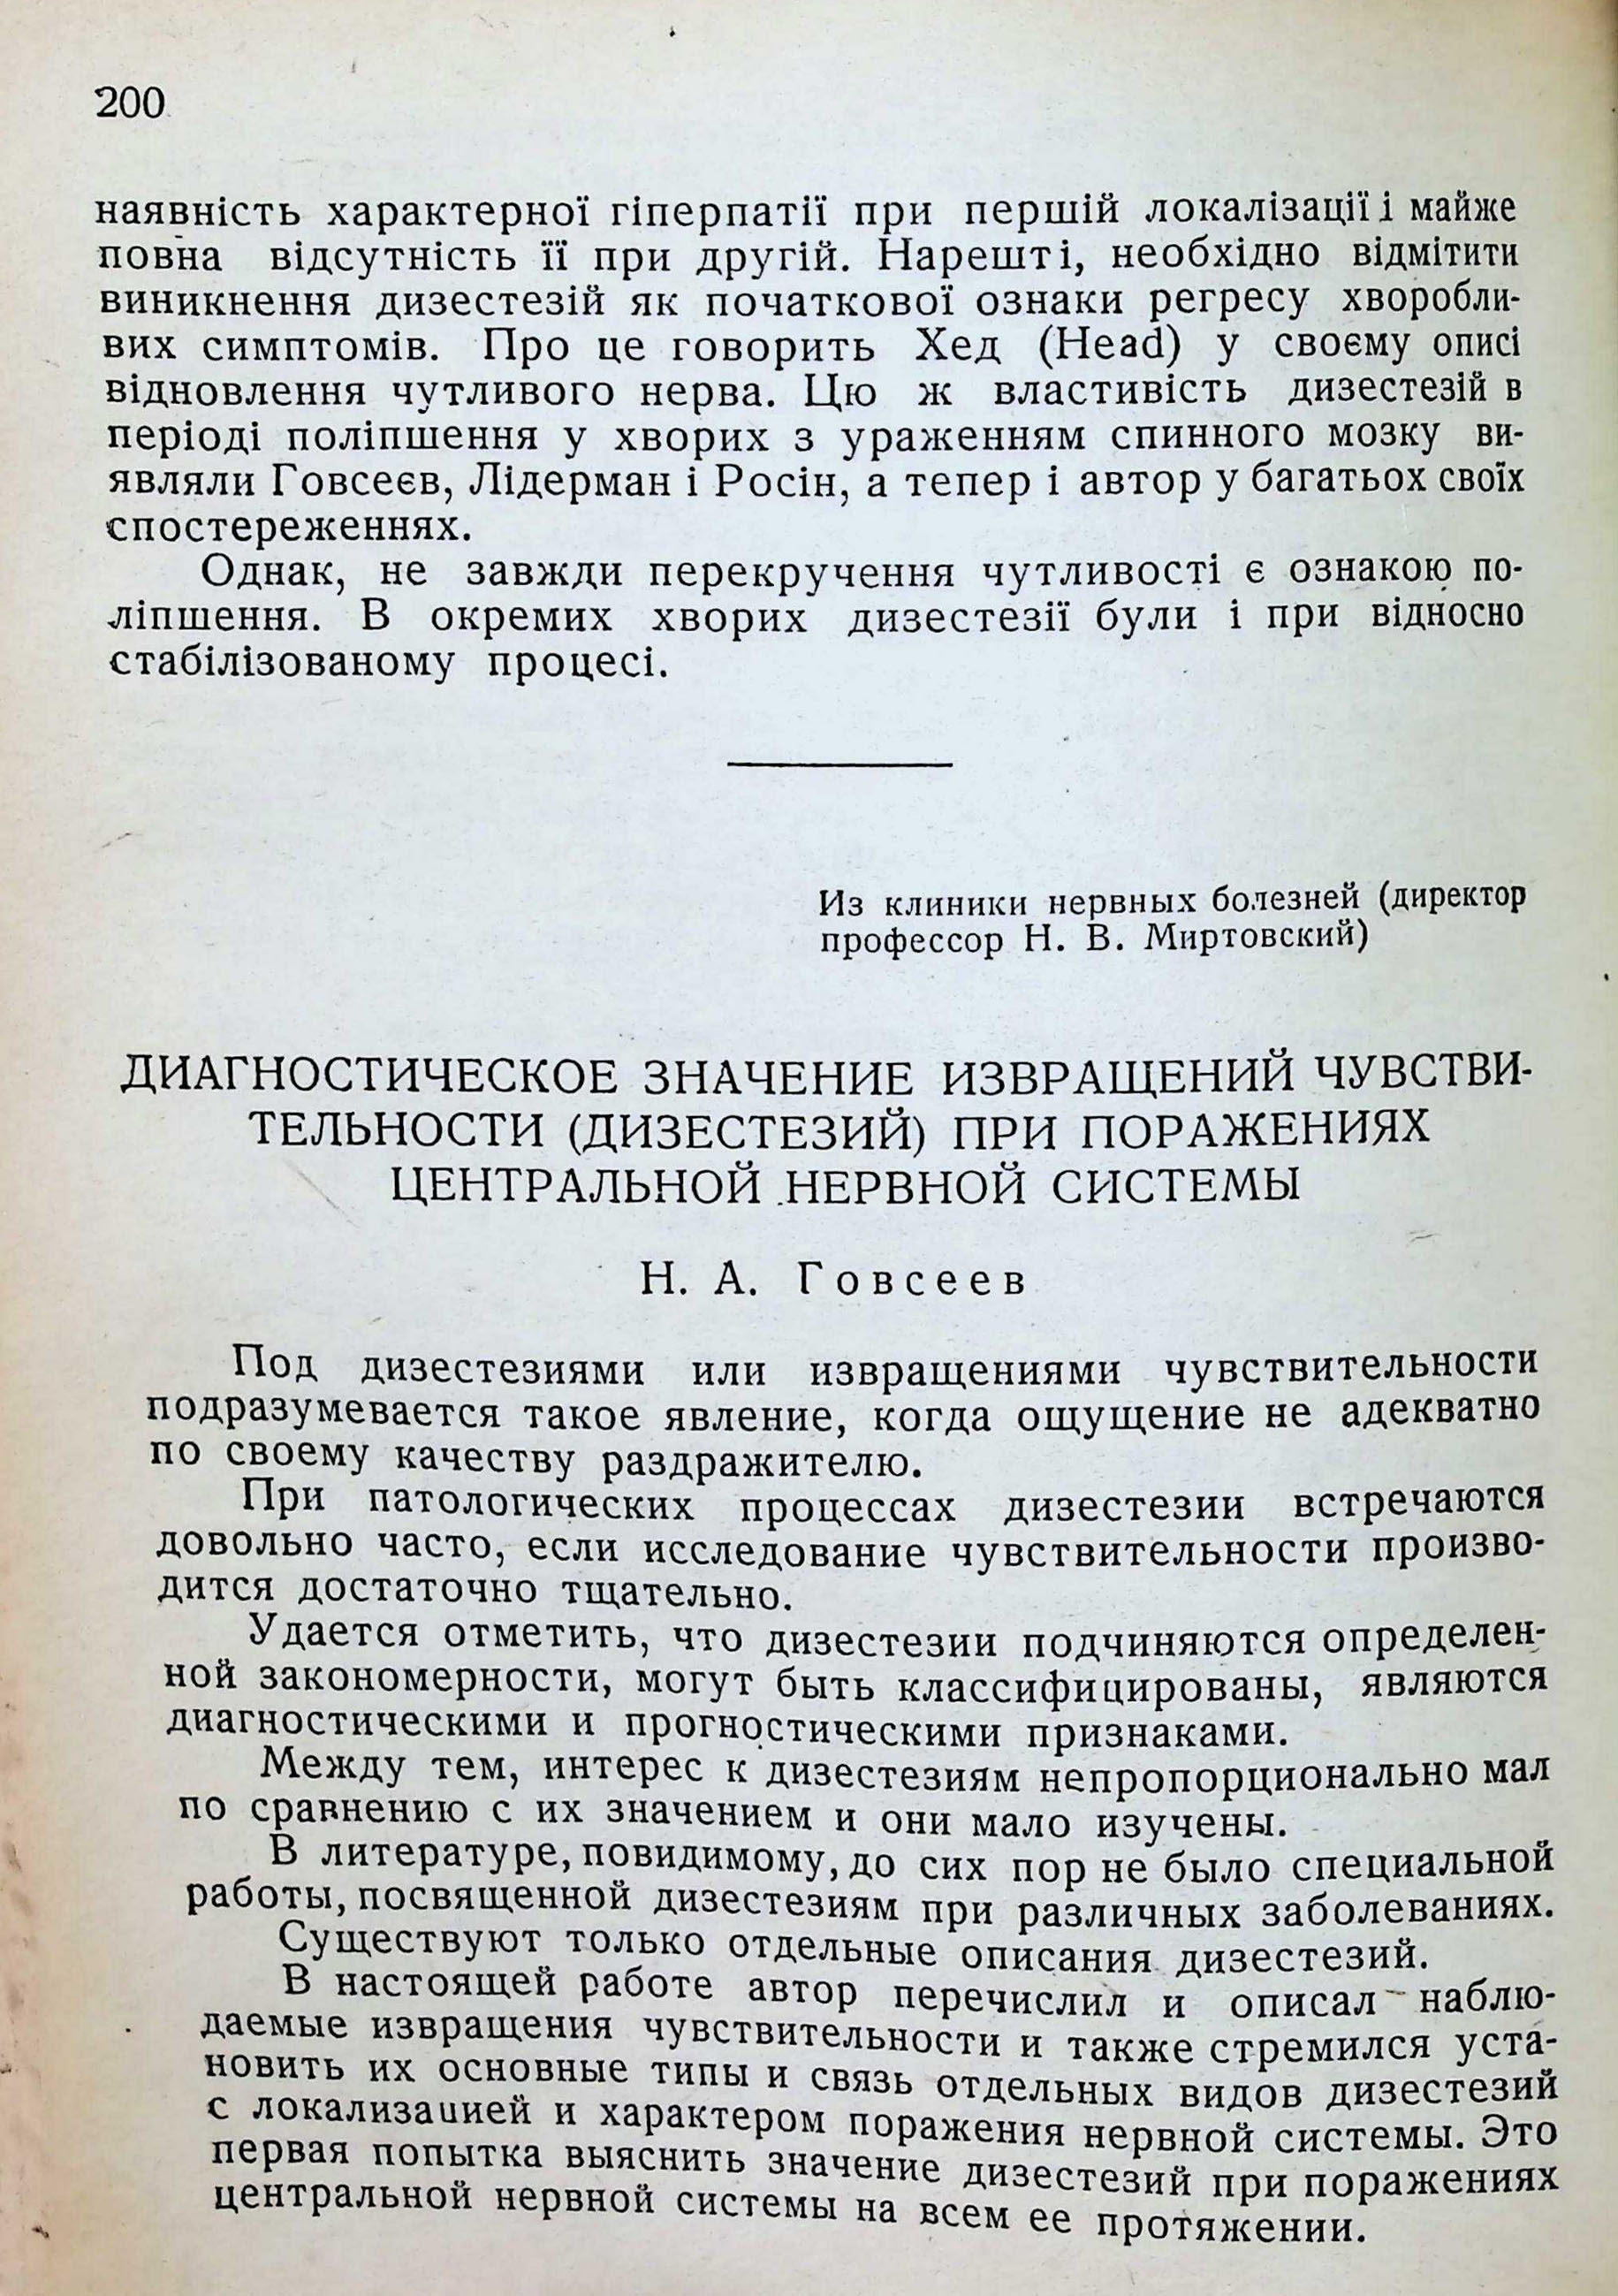 200
наявність характерної гіперпатії при першій локалізації і майже
повна відсутність її при другій. Нарешті, необхідно відмітити
виникнення дизестезій як початкової ознаки регресу хворобли-
вих симптомів. Про це говорить Хед (Head) у своєму описі
відновлення чутливого нерва. Цю ж властивість дизестезій в
періоді поліпшення у хворих з ураженням спинного мозку ви-
являли Говсеєв, Лідерман і Росін, а тепер і автор у багатьох своїх
спостереженнях.
Однак, не завжди перекручення чутливості є ознакою по-
ліпшення. В окремих хворих дизестезії були і при відносно
стабілізованому процесі.
Из клиники нервных болезней (директор
профессор Н. В. Миртовский)
ДИАГНОСТИЧЕСКОЕ ЗНАЧЕНИЕ ИЗВРАЩЕНИЙ ЧУВСТВИ-
ТЕЛЬНОСТИ (ДИЗЕСТЕЗИЙ) ПРИ ПОРАЖЕНИЯХ
ЦЕНТРАЛЬНОЙ НЕРВНОЙ СИСТЕМЫ
Н. А. Говсеев
Под дизестезиями или извращениями чувствительности
подразумевается такое явление, когда ощущение не адекватно
по своему качеству раздражителю.
При патологических процессах дизестезии встречаются
довольно часто, если исследование чувствительности произво-
дится достаточно тщательно.
Удается отметить, что дизестезии подчиняются определен-
ной закономерности, могут быть классифицированы, являются
диагностическими и прогностическими признаками.
Между тем, интерес к дизестезиям непропорционально мал
по сравнению с их значением и они мало изучены.
В литературе, повидимому, до сих пор не было специальной
работы, посвященной дизестезиям при различных заболеваниях.
Существуют только отдельные описания дизестезий.
В настоящей работе автор перечислил и описал наблю-
даемые извращения чувствительности и также стремился уста-
новить их основные типы и связь отдельных видов дизестезий
с локализацией и характером поражения нервной системы. Это
первая попытка выяснить значение дизестезий при поражениях
центральной нервной системы на всем ее протяжении.